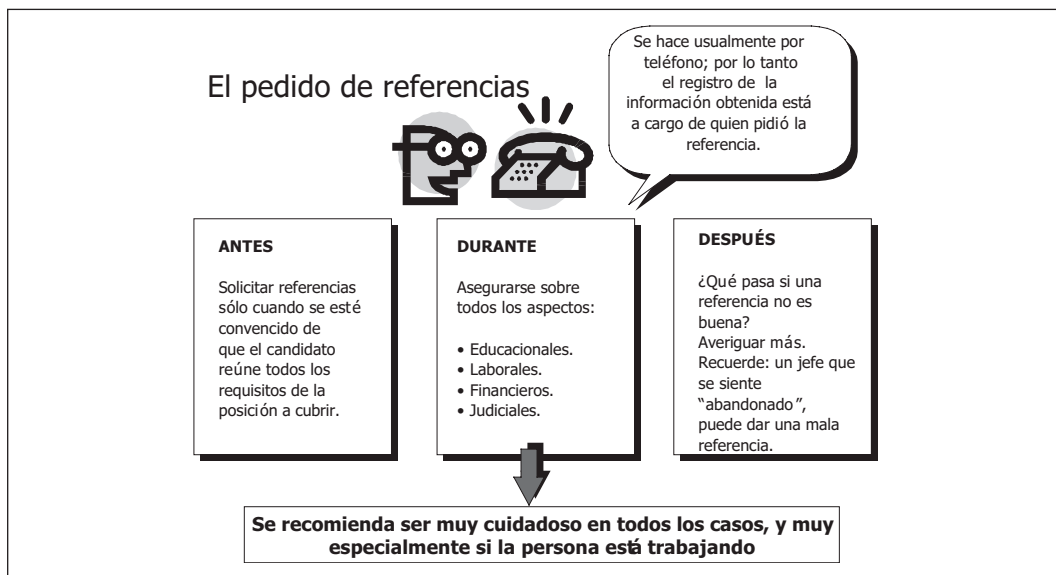 El pedido de referencias
Se hace usualmente por
teléfono; por lo tanto
el registro de la
información obtenida está
a cargo de quien pidió la
referencia.
ANTES
Solicitar referencias
sólo cuando se esté
convencido de
que el candidato
reúne todos los
requisitos de la
posición a cubrir.
DURANTE
Asegurarse sobre
todos los aspectos:
• Educacionales.
• Laborales.
• Financieros.
• Judiciales.
DESPUÉS
¿Qué pasa si una
referencia no es
buena?
Averiguar más.
Recuerde: un jefe que
se siente
“abandonado”,
puede dar una mala
referencia.
Se recomienda ser muy cuidadoso en todos los casos, y muy
especialmente si la persona está trabajando